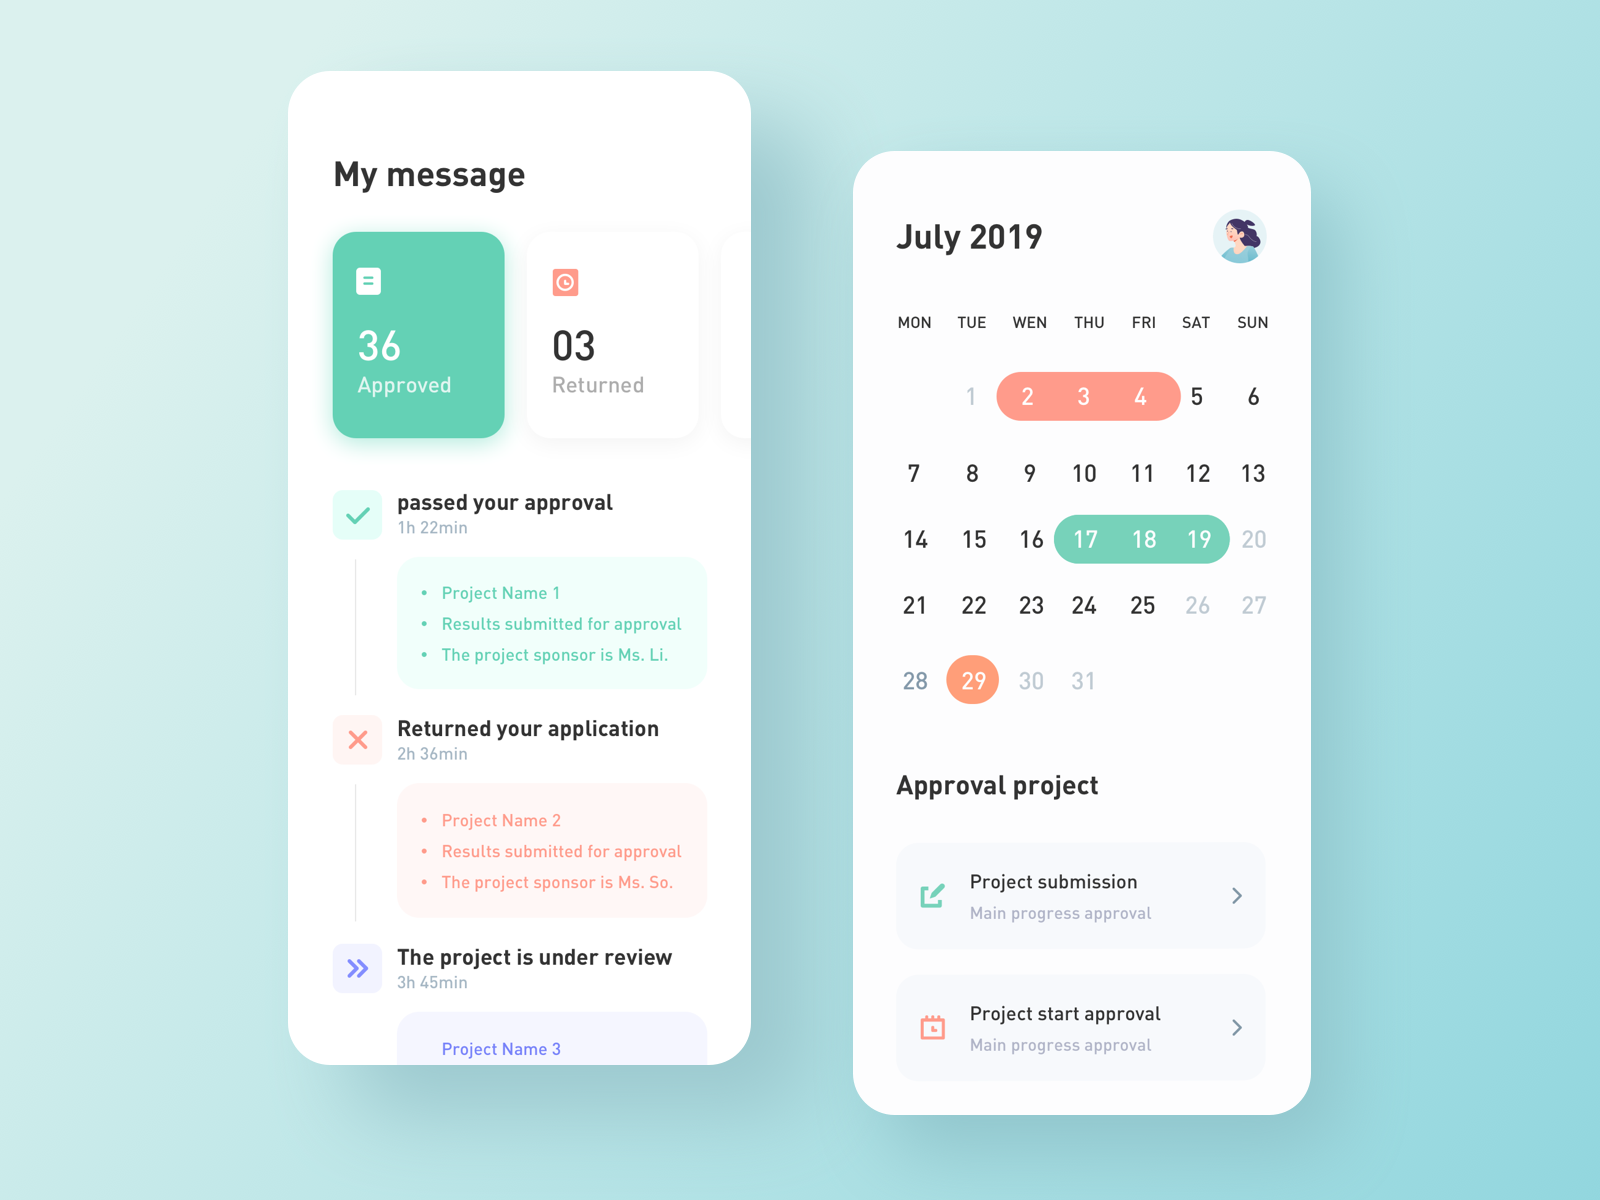 My message
36
Approved
03
Returned
passed your approval
1h 22min
• Project Name 1
• Results submitted for approval
• The project sponsor is Ms. Li.
Returned your application
2h 36min
• Project Name 2
• Results submitted for approval
• The project sponsor is Ms. So.
The project is under review
3h 45min
Project Name 3
July 2019
MON TUE WEN THU FRI SAT SUN
1 2 3 4 5 6
7 8 9 10 11 12 13
14 15 16 17 18 19 20
21 22 23 24 25 26 27
28 29 30 31
Approval project
Project submission
Main progress approval
Project start approval
Main progress approval